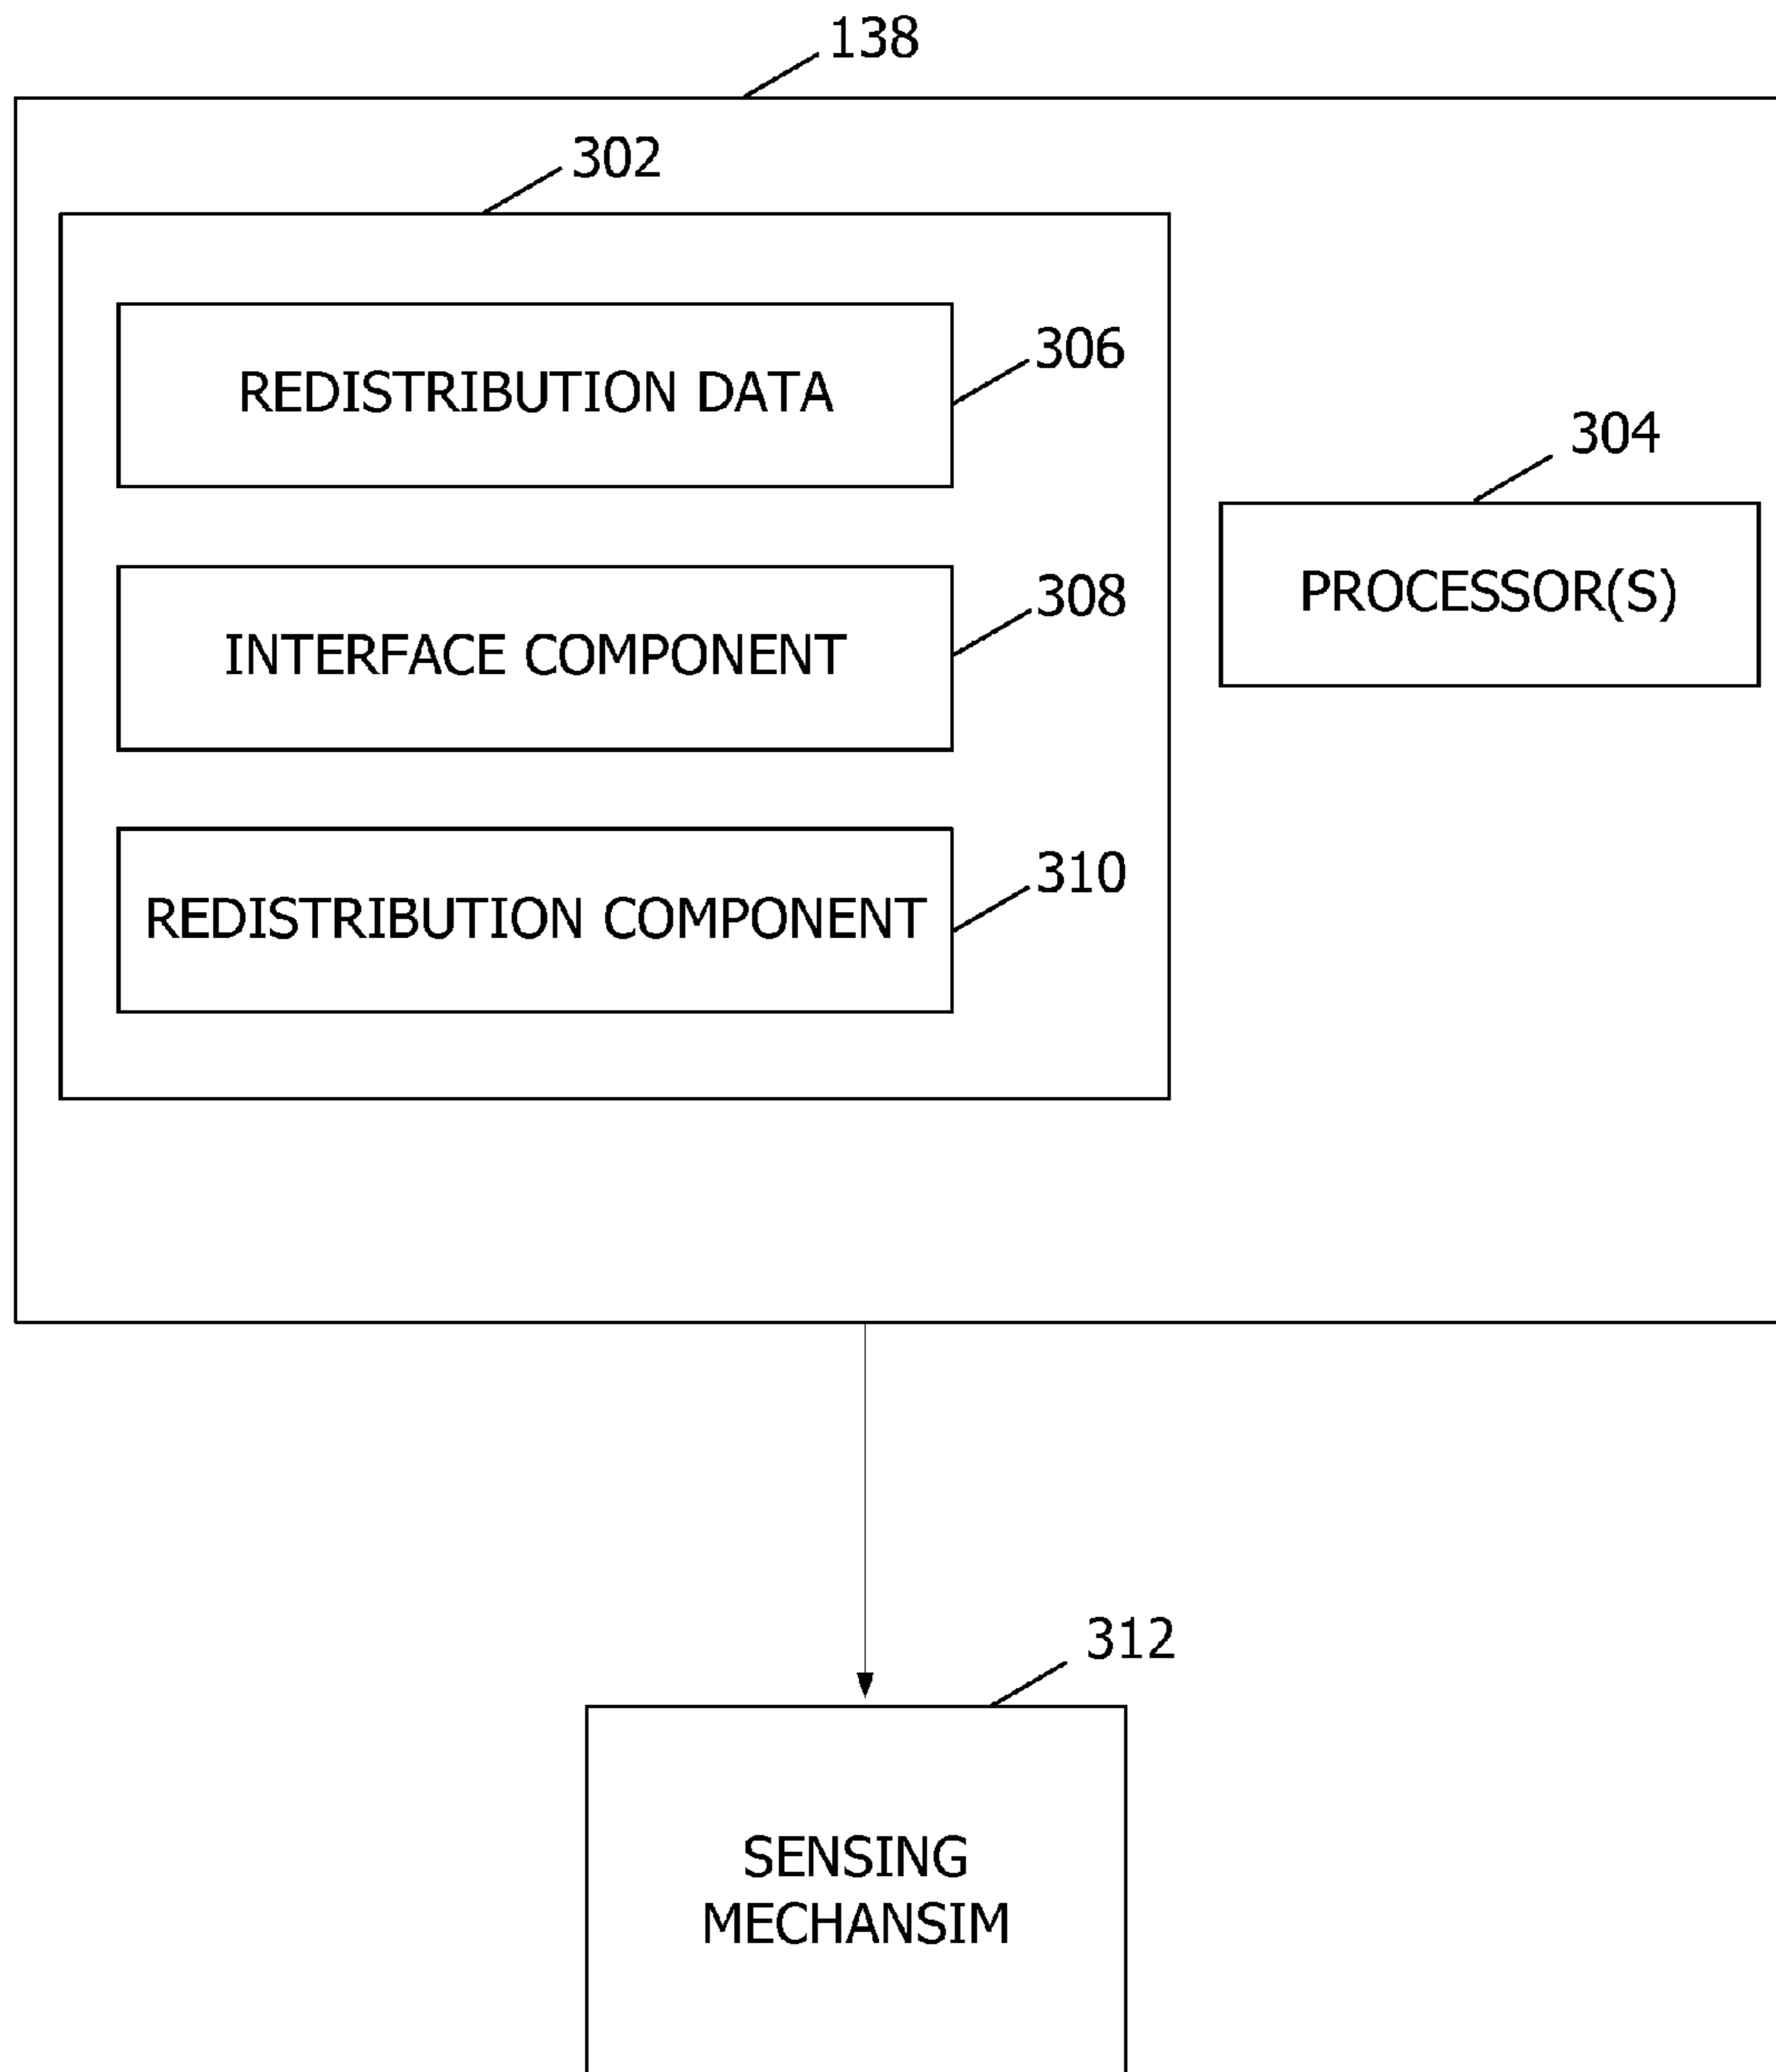 138
302
306
REDISTRIBUTION DATA
304
308
PROCESSOR(S)
INTERFACE COMPONENT
310
REDISTRIBUTION COMPONENT
312
SENSING
MECHANSIM